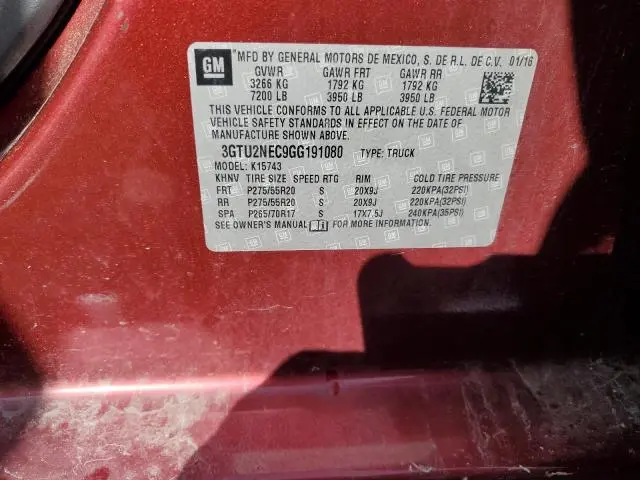 GM MFD BY GENERAL MOTORS DE MEXICO, S. DE R.L. DE C.V. 01/16
GVWR GAWR FRT GAWR RR
3266 KG 1792 KG 1792 KG
7200 LB 3950 LB 3950 LB
THIS VEHICLE CONFORMS TO ALL APPLICABLE U.S. FEDERAL MOTOR
VEHICLE SAFETY STANDARDS IN EFFECT ON THE DATE OF
MANUFACTURE SHOWN ABOVE.
3GTU2NEC9GG191080 TYPE: TRUCK
MODEL: K15743
KHNV TIRE SIZE SPEED RTG RIM COLD TIRE PRESSURE
FRT P275/55R20 S 20X9J 220KPA(32PSI)
RR P275/55R20 S 20X9J 220KPA(32PSI)
SPA P265/70R17 S 17X7.5J 240KPA(35PSI)
SEE OWNER'S MANUAL FOR MORE INFORMATION.